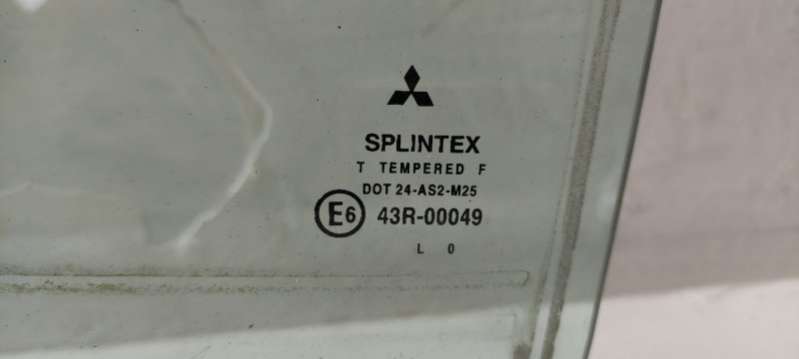 SPLINTEX
T TEMPERED F
DOT 24-AS2-M25
E6 43R-00049
L 0